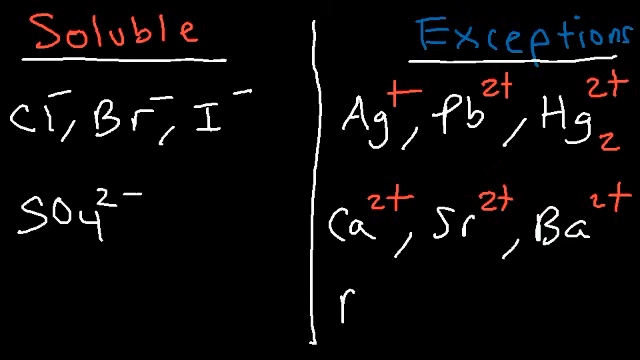 Soluble Exceptions
Cl⁻, Br⁻, I⁻ Ag⁺, Pb²⁺, Hg₂²⁺
SO₄²⁻ Ca²⁺, Sr²⁺, Ba²⁺
r